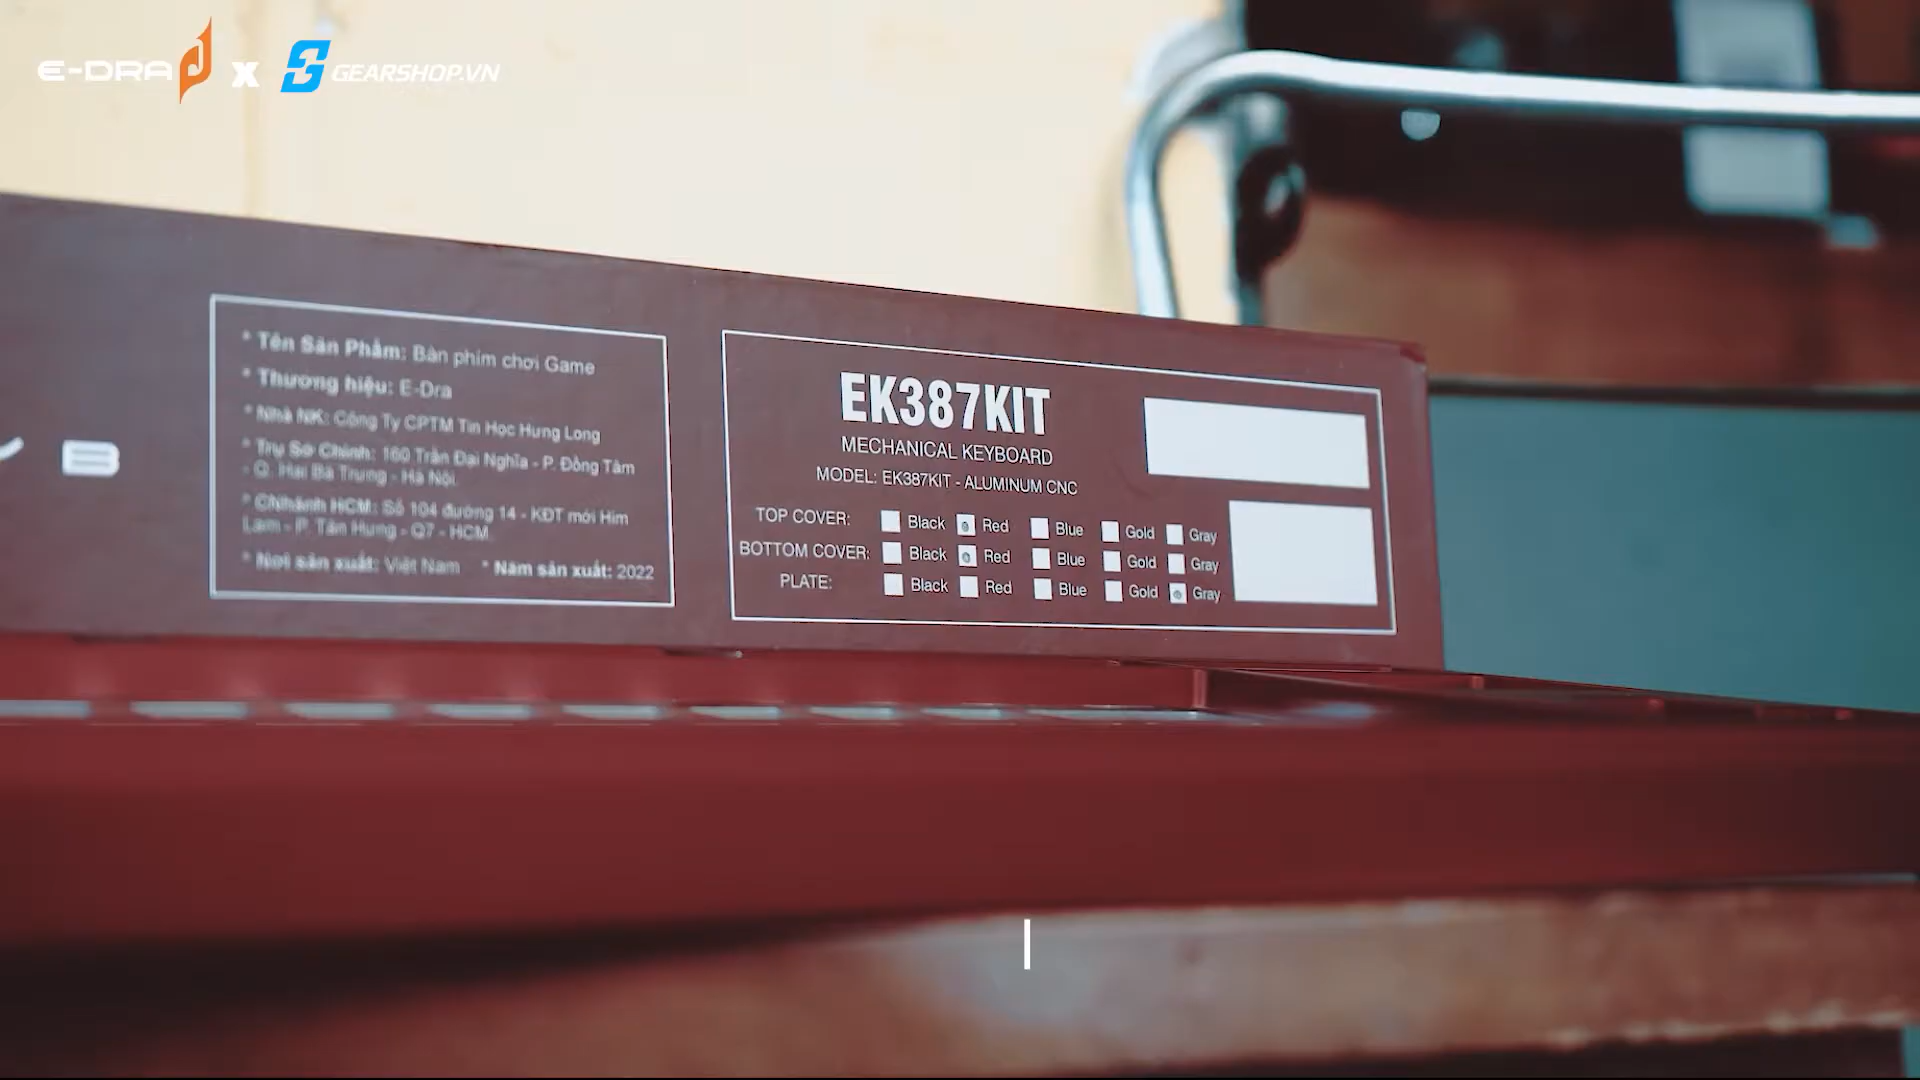 E-DRA x GEARSHOP.VN
* Tên Sản Phẩm: Bàn phím chơi Game
* Thương hiệu: E-Dra
* Nhà NK: Công Ty CPTM Tin Học Hưng Long
* Trụ Sở Chính: 160 Trần Đại Nghĩa - P. Đồng Tâm
- Q. Hai Bà Trưng - Hà Nội.
* CNhánh HCM: Số 104 đường 14 - KĐT mới Him
Lam - P. Tân Hưng - Q7 - HCM.
* Nơi sản xuất: Việt Nam * Năm sản xuất: 2022
EK387KIT
MECHANICAL KEYBOARD
MODEL: EK387KIT - ALUMINUM CNC
TOP COVER: Black Red Blue Gold Gray
BOTTOM COVER: Black Red Blue Gold Gray
PLATE: Black Red Blue Gold Gray